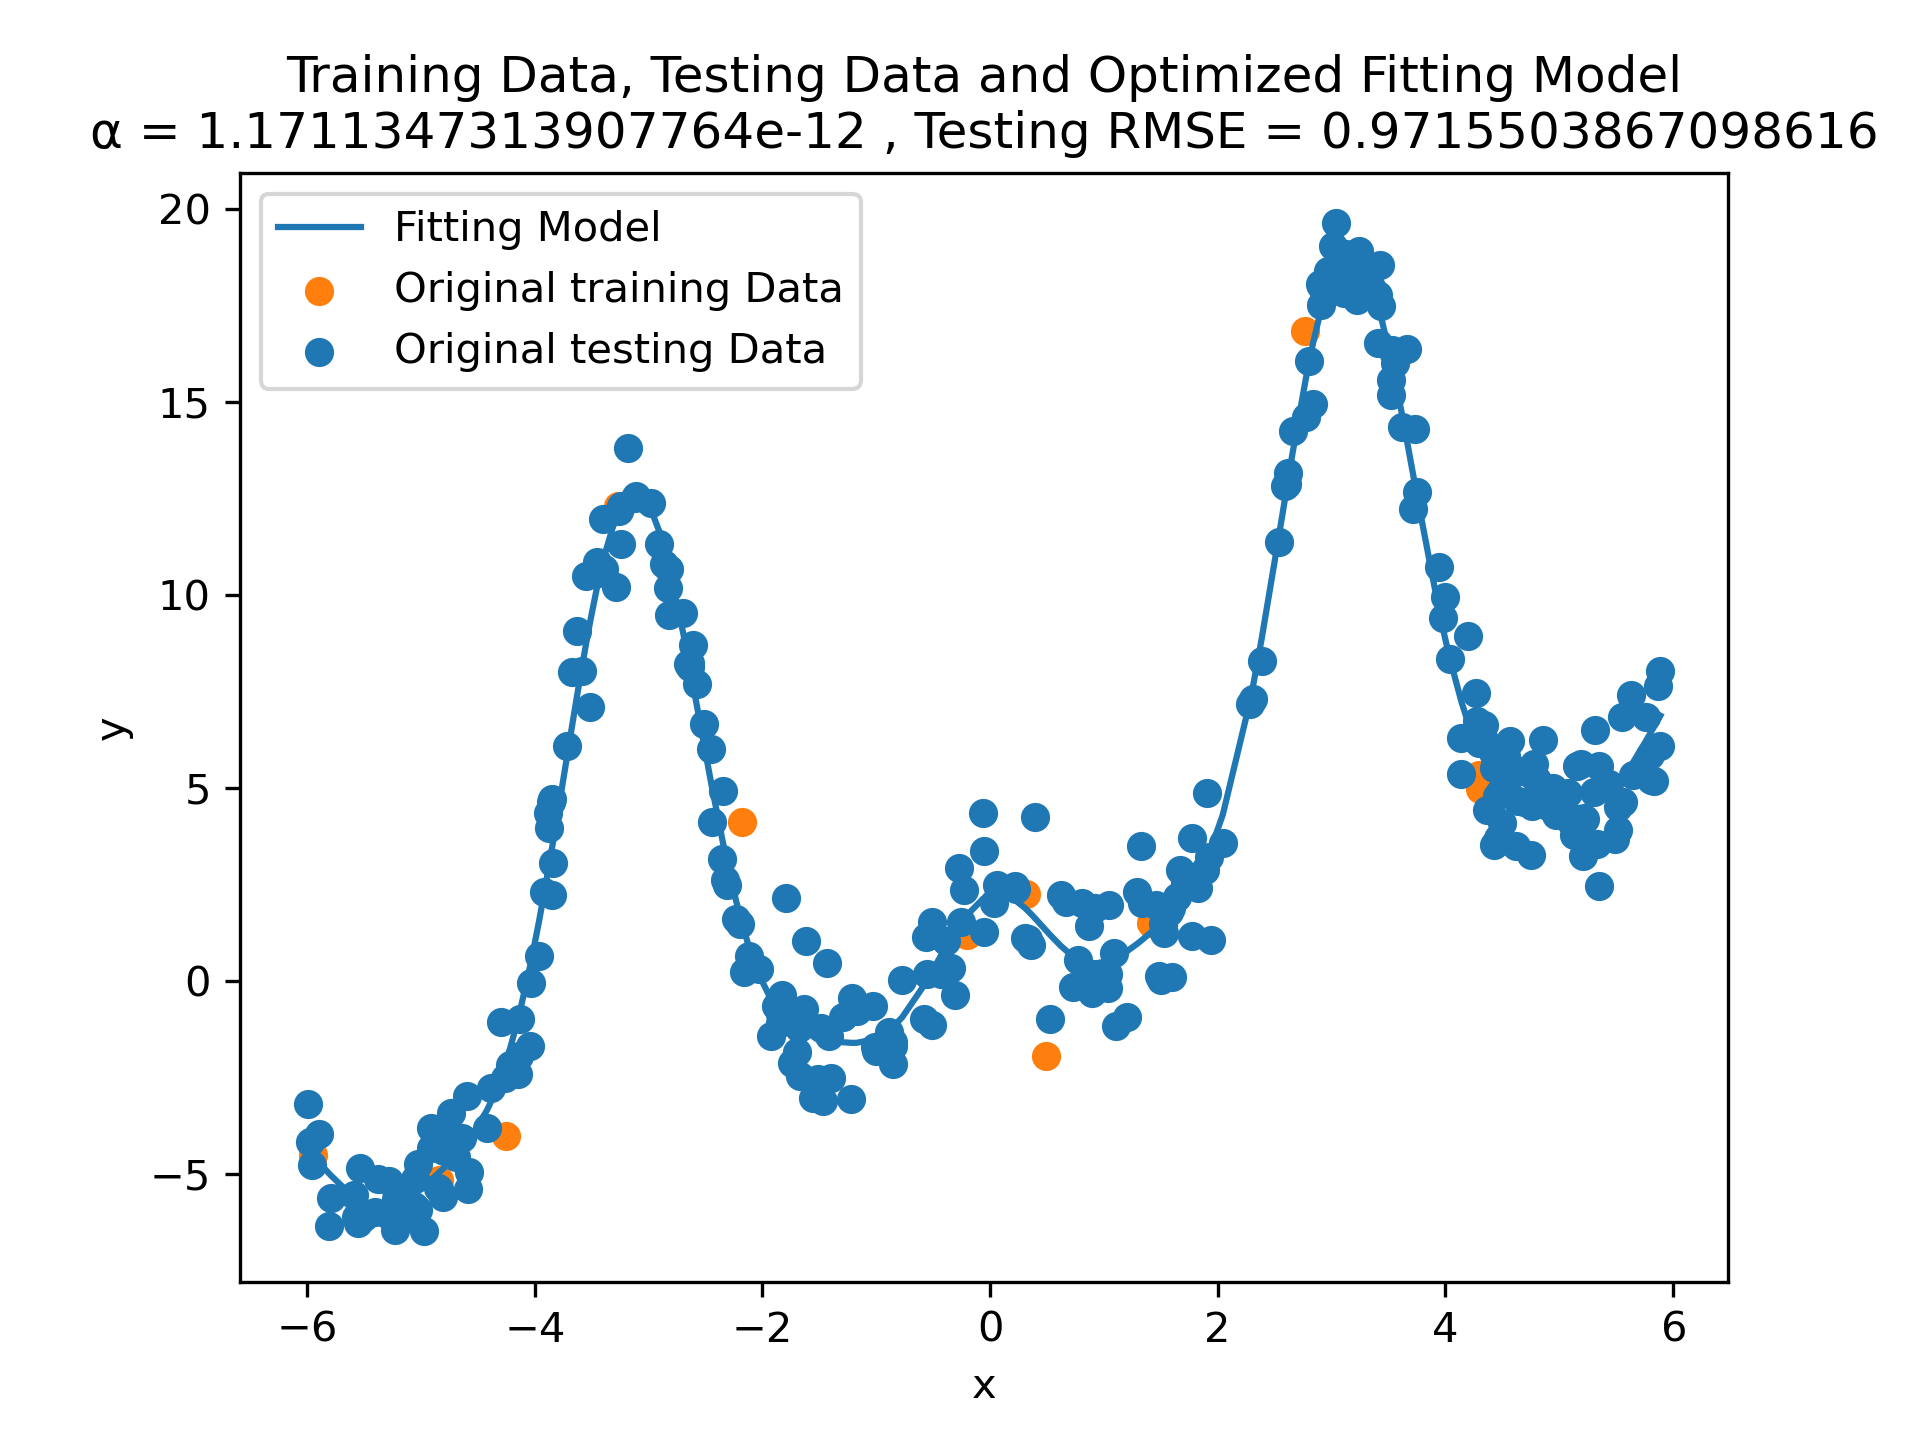 Training Data, Testing Data and Optimized Fitting Model
α = 1.1711347313907764e-12 , Testing RMSE = 0.9715503867098616
Fitting Model
Original training Data
Original testing Data
20
15
10
5
0
−5
y
−6 −4 −2 0 2 4 6
x